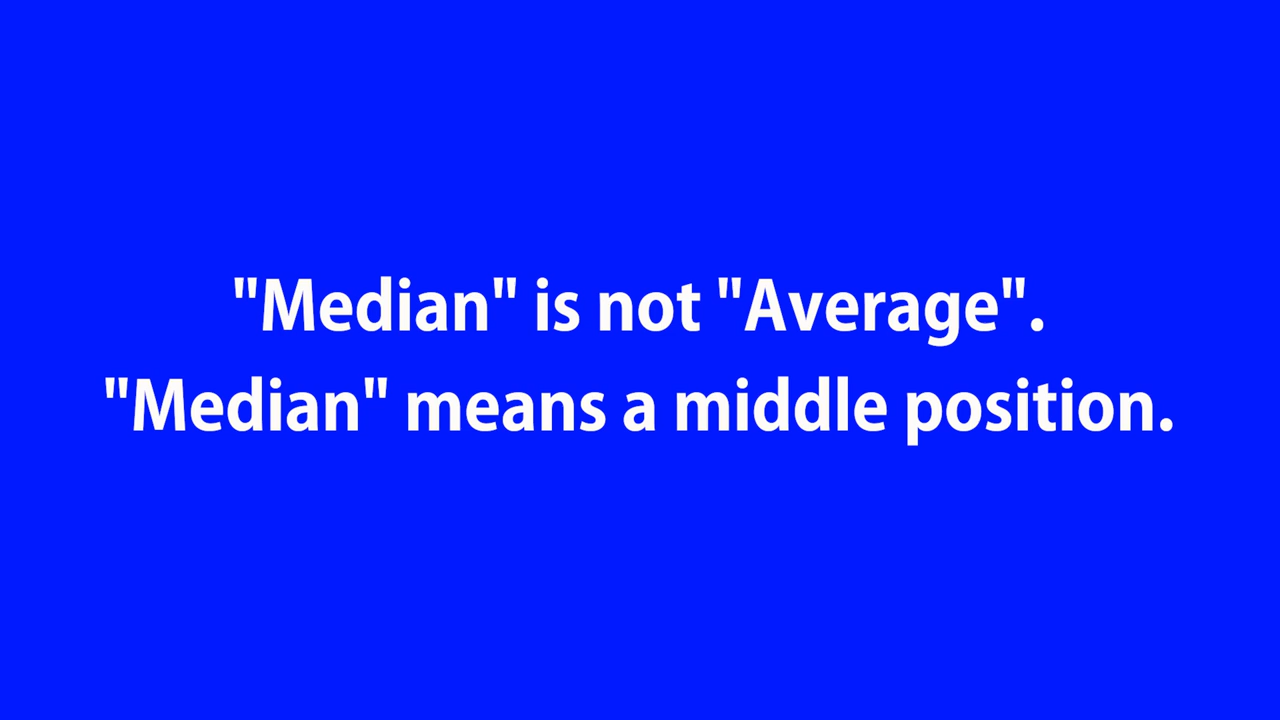 "Median" is not "Average".
"Median" means a middle position.